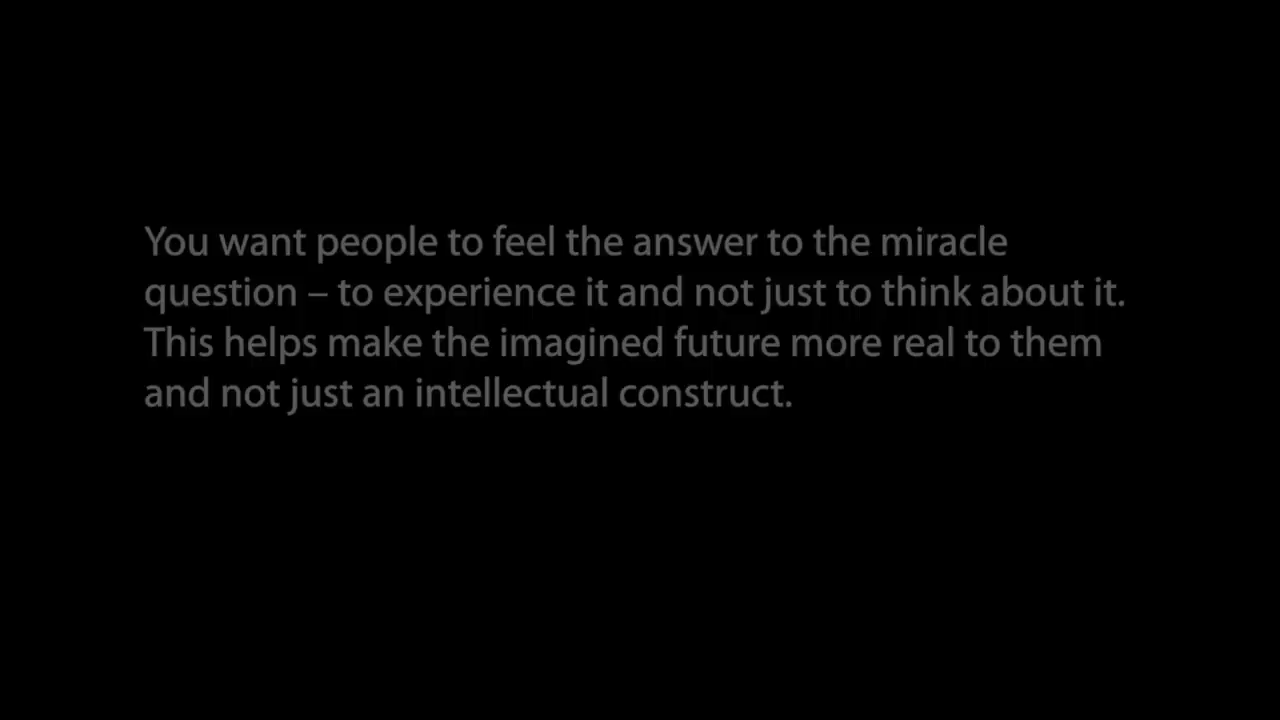 You want people to feel the answer to the miracle
question – to experience it and not just to think about it.
This helps make the imagined future more real to them
and not just an intellectual construct.